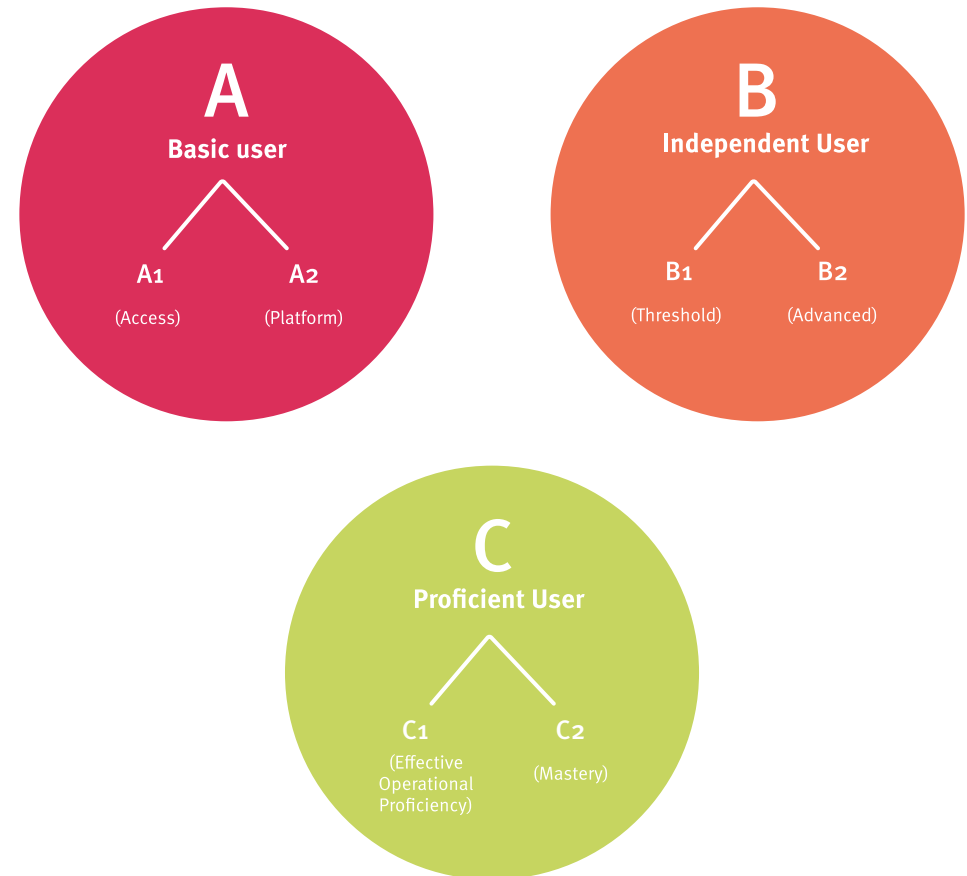 A
Basic user
A1
A2
(Access)
(Platform)
B
Independent User
B1
B2
(Threshold)
(Advanced)
C
Proficient User
C1
C2
(Effective
Operational
Proficiency)
(Mastery)